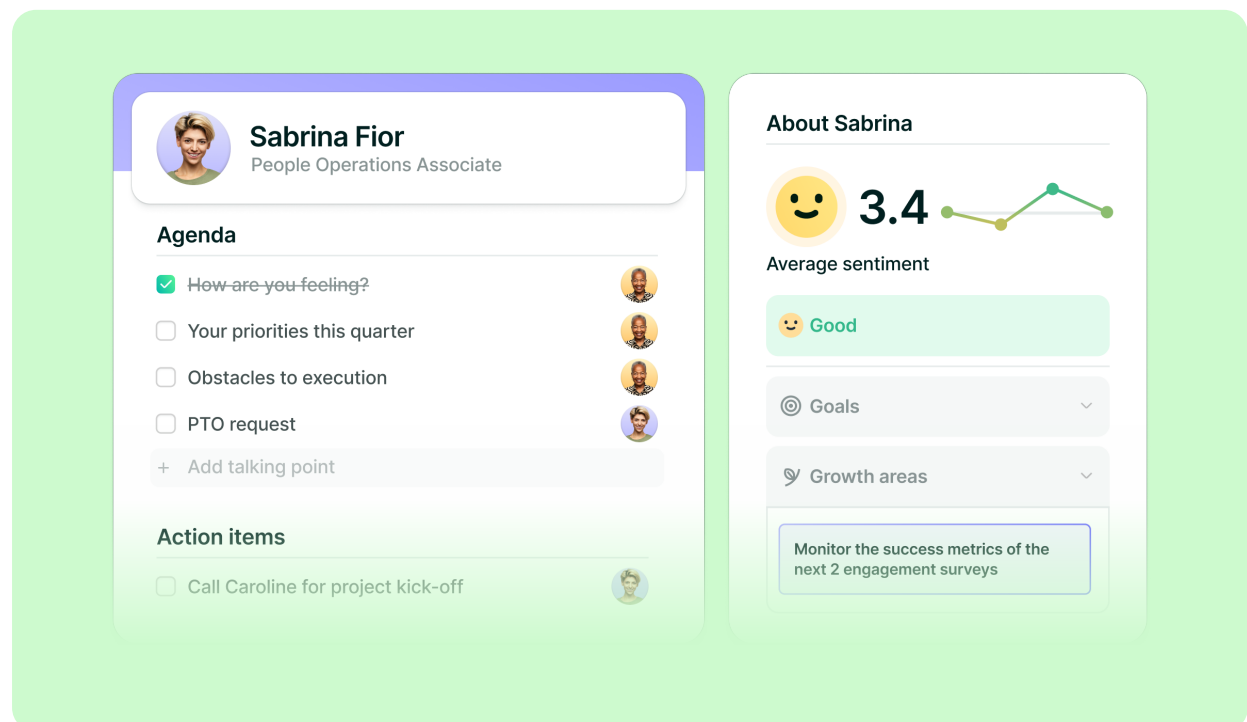 Sabrina Fior
People Operations Associate
Agenda
How are you feeling?
Your priorities this quarter
Obstacles to execution
PTO request
+ Add talking point
Action items
Call Caroline for project kick-off
About Sabrina
3.4
Average sentiment
Good
Goals
Growth areas
Monitor the success metrics of the
next 2 engagement surveys